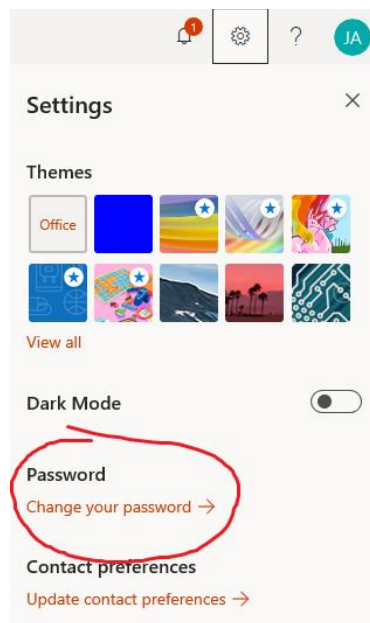 1
?
JA
Settings
Themes
Office
View all
Dark Mode
Password
Change your password →
Contact preferences
Update contact preferences →